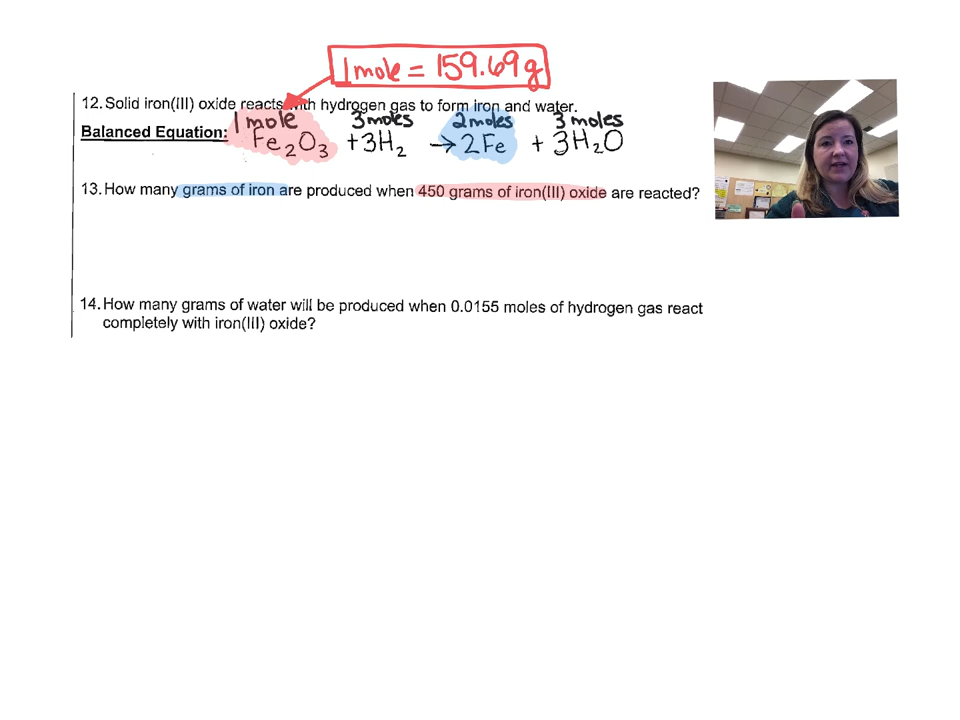 1 mole = 159.69 g
12. Solid iron(III) oxide reacts with hydrogen gas to form iron and water.
1 mole 3 moles 2 moles 3 moles
Balanced Equation: Fe₂O₃ + 3H₂ → 2 Fe + 3H₂O
13. How many grams of iron are produced when 450 grams of iron(III) oxide are reacted?
14. How many grams of water will be produced when 0.0155 moles of hydrogen gas react
completely with iron(III) oxide?